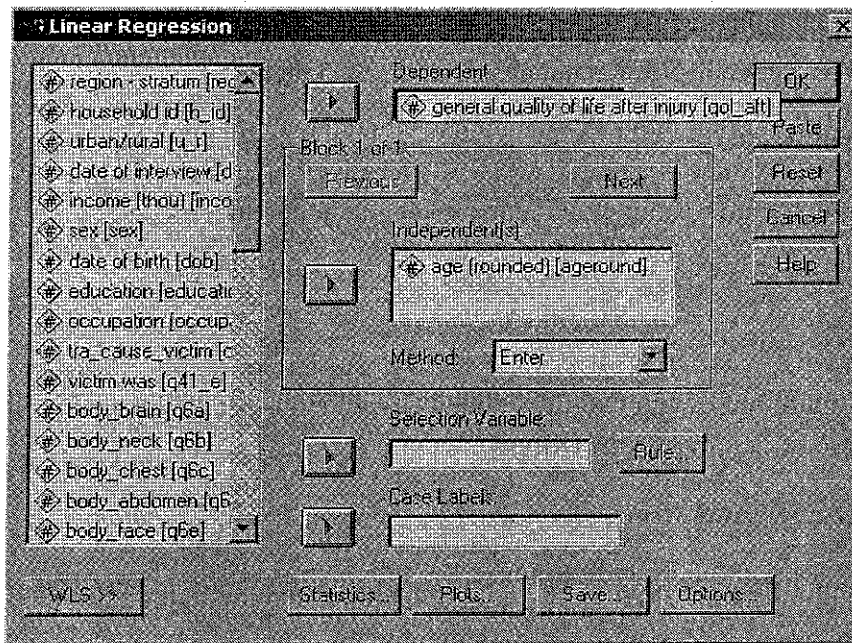 Linear Regression
region - stratum [reg
household id [h_id]
urban/rural [u_r]
date of interview [d
income (thou) [inco
sex [sex]
date of birth [dob]
education [educatic
occupation [occup.
tra_cause_victim [c
victim was [q41_e]
body_brain [q6a]
body_neck [q6b]
body_chest [q6c]
body_abdomen [q6
body_face [q6e]
WLS >>
Dependent:
general quality of life after injury [qol_aft]
Block 1 of 1
Previous
Next
Independent(s):
age (rounded) [ageround]
Method:
Enter
Selection Variable:
Rule...
Case Labels:
Statistics...
Plots...
Save...
Options...
OK
Paste
Reset
Cancel
Help